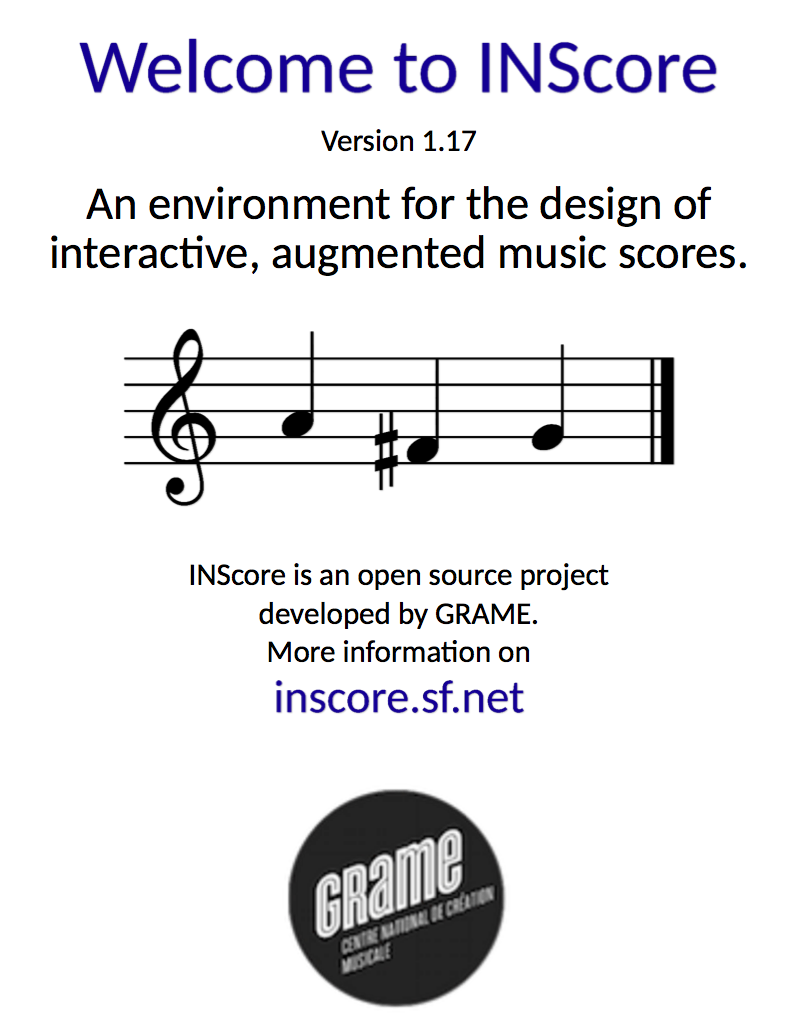 Welcome to INScore
Version 1.17
An environment for the design of
interactive, augmented music scores.
INScore is an open source project
developed by GRAME.
More information on
inscore.sf.net
GRame
CENTRE NATIONAL DE CRÉATION
MUSICALE